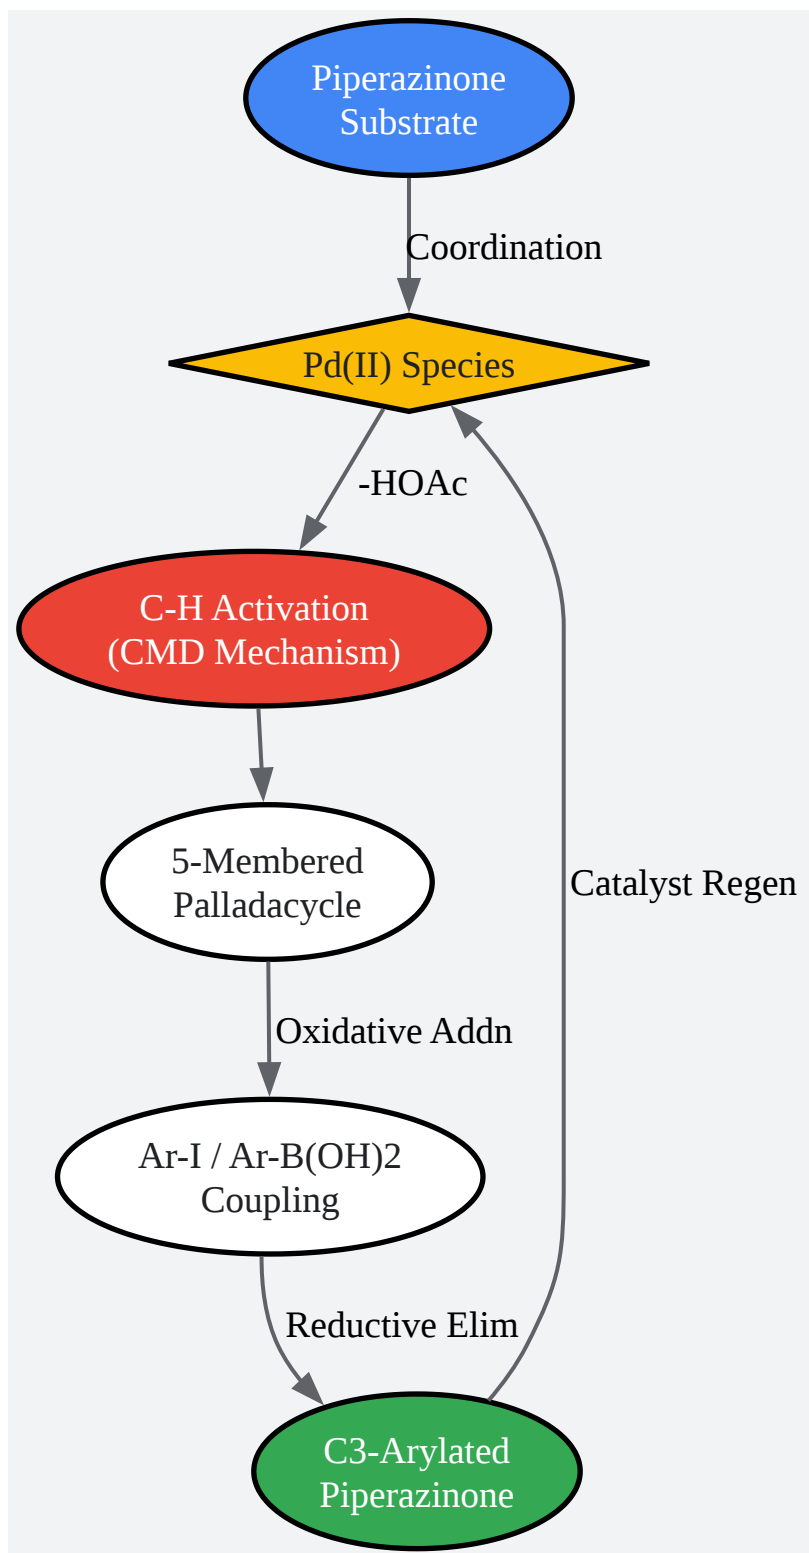 Piperazinone
Substrate
Coordination
Pd(II) Species
-HOAc
C-H Activation
(CMD Mechanism)
5-Membered
Palladacycle
Catalyst Regen
Oxidative Addn
Ar-I / Ar-B(OH)2
Coupling
Reductive Elim
C3-Arylated
Piperazinone